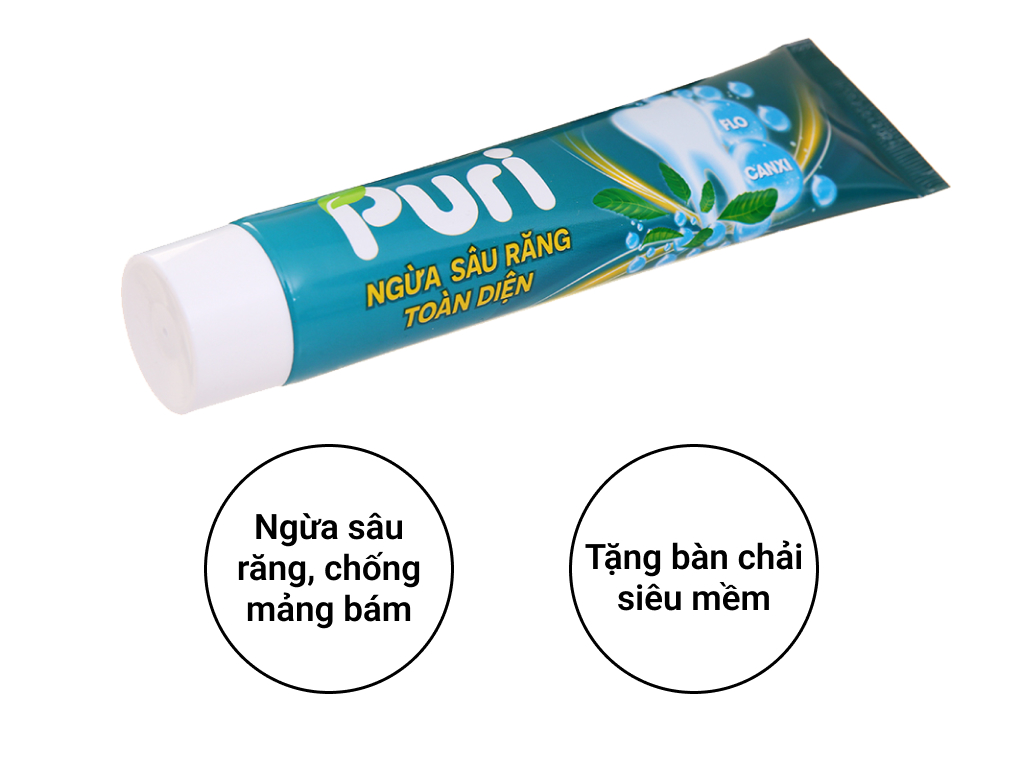 Puri
NGỪA SÂU RĂNG
TOÀN DIỆN
FLO
CANXI
Ngừa sâu
răng, chống
mảng bám
Tặng bàn chải
siêu mềm